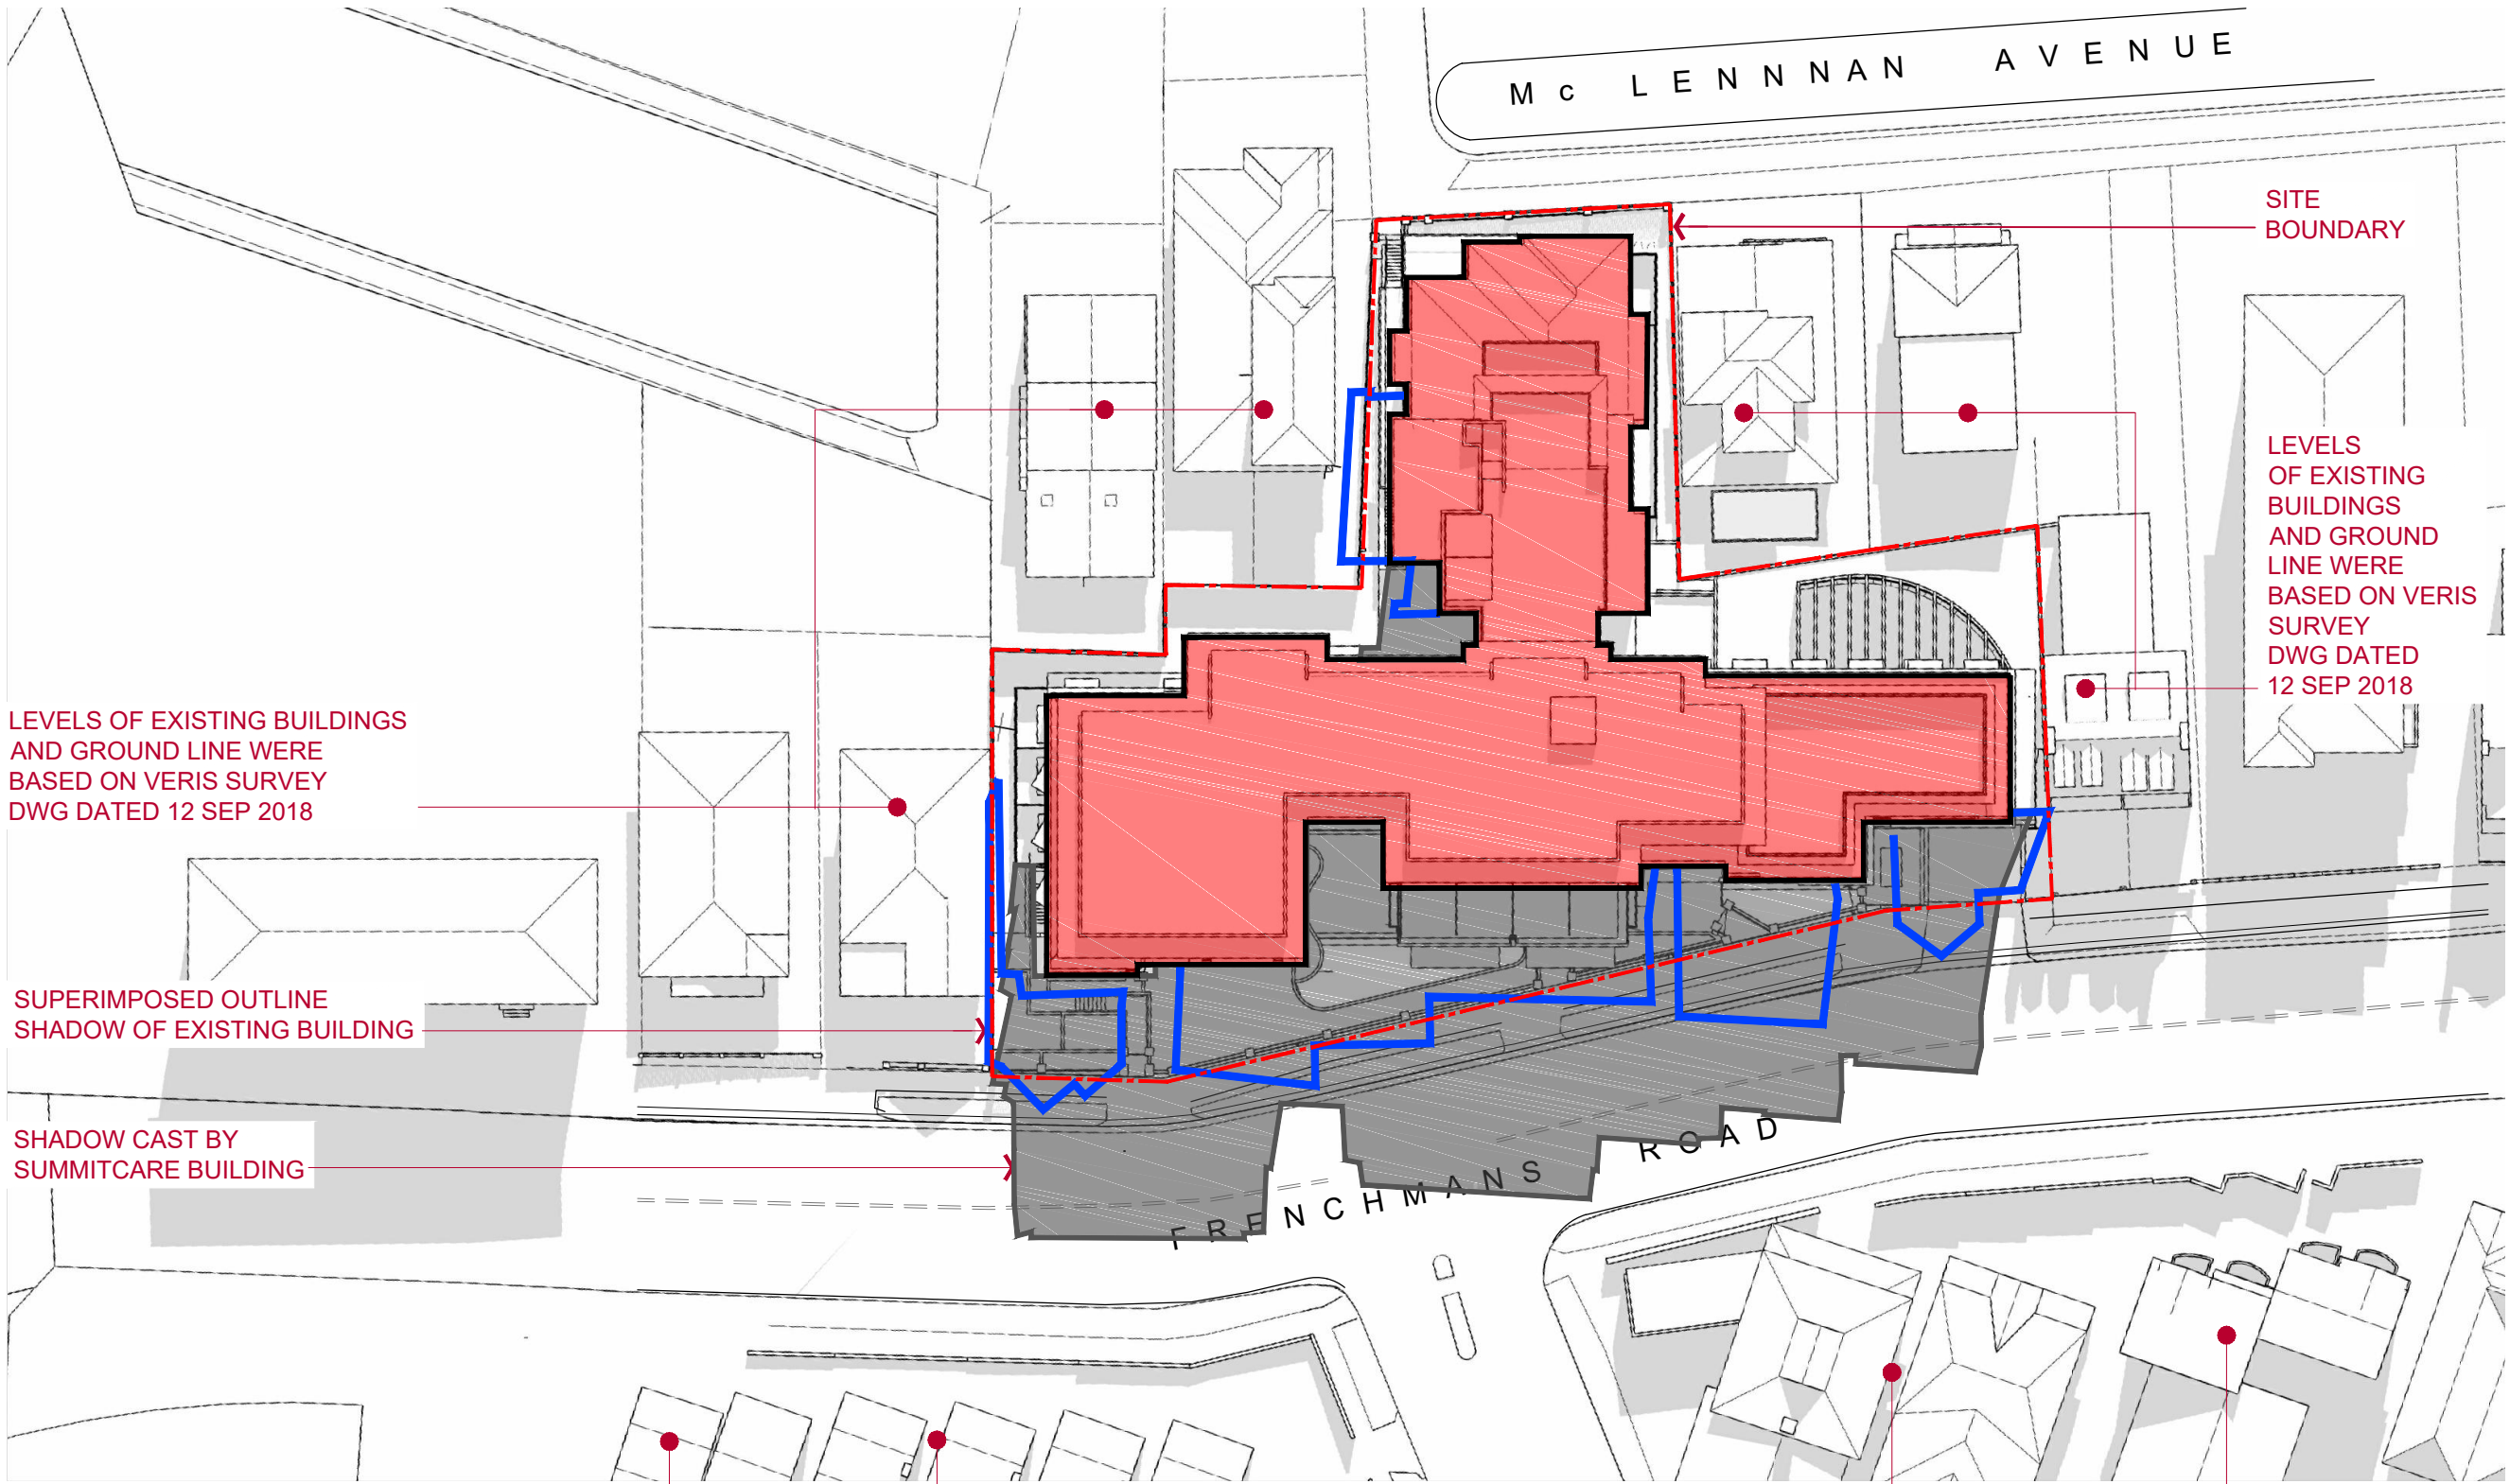 Mc LENNNAN AVENUE
SITE
BOUNDARY
LEVELS
OF EXISTING
BUILDINGS
AND GROUND
LINE WERE
BASED ON VERIS
SURVEY
DWG DATED
12 SEP 2018
LEVELS OF EXISTING BUILDINGS
AND GROUND LINE WERE
BASED ON VERIS SURVEY
DWG DATED 12 SEP 2018
SUPERIMPOSED OUTLINE
SHADOW OF EXISTING BUILDING
SHADOW CAST BY
SUMMITCARE BUILDING
FRENCHMANS ROAD